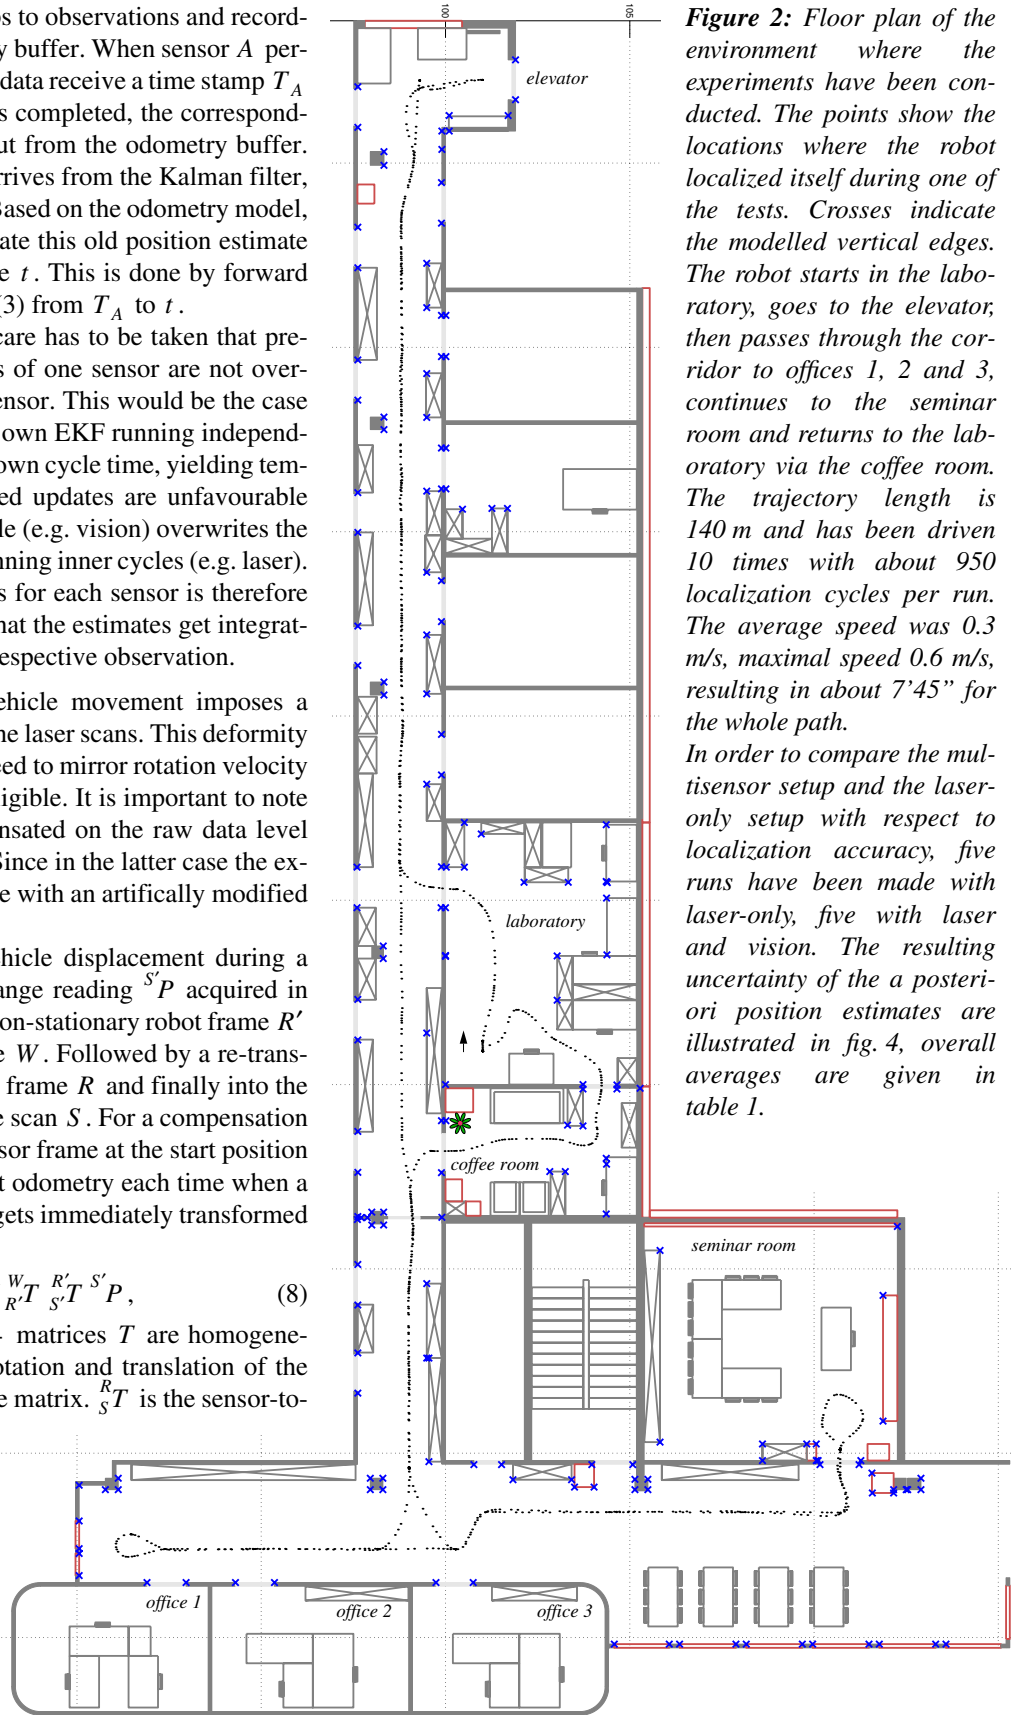 ps to observations and record-
y buffer. When sensor A per-
data receive a time stamp T_A
s completed, the correspond-
ut from the odometry buffer.
rrives from the Kalman filter,
Based on the odometry model,
ate this old position estimate
e t. This is done by forward
(3) from T_A to t.
care has to be taken that pre-
s of one sensor are not over-
ensor. This would be the case
own EKF running independ-
own cycle time, yielding tem-
ed updates are unfavourable
le (e.g. vision) overwrites the
nning inner cycles (e.g. laser).
s for each sensor is therefore
hat the estimates get integrat-
espective observation.
ehicle movement imposes a
he laser scans. This deformity
eed to mirror rotation velocity
ligible. It is important to note
ensated on the raw data level
Since in the latter case the ex-
e with an artifically modified
ehicle displacement during a
ange reading S'P acquired in
on-stationary robot frame R'
e W. Followed by a re-trans-
frame R and finally into the
e scan S. For a compensation
sor frame at the start position
t odometry each time when a
gets immediately transformed
W R'T R' S'T S'P, (8)
- matrices T are homogene-
otation and translation of the
e matrix. R S T is the sensor-to-
100
105
elevator
laboratory
coffee room
seminar room
office 1
office 2
office 3
Figure 2: Floor plan of the
environment where the
experiments have been con-
ducted. The points show the
locations where the robot
localized itself during one of
the tests. Crosses indicate
the modelled vertical edges.
The robot starts in the labo-
ratory, goes to the elevator,
then passes through the cor-
ridor to offices 1, 2 and 3,
continues to the seminar
room and returns to the lab-
oratory via the coffee room.
The trajectory length is
140 m and has been driven
10 times with about 950
localization cycles per run.
The average speed was 0.3
m/s, maximal speed 0.6 m/s,
resulting in about 7'45” for
the whole path.
In order to compare the mul-
tisensor setup and the laser-
only setup with respect to
localization accuracy, five
runs have been made with
laser-only, five with laser
and vision. The resulting
uncertainty of the a posteri-
ori position estimates are
illustrated in fig. 4, overall
averages are given in
table 1.